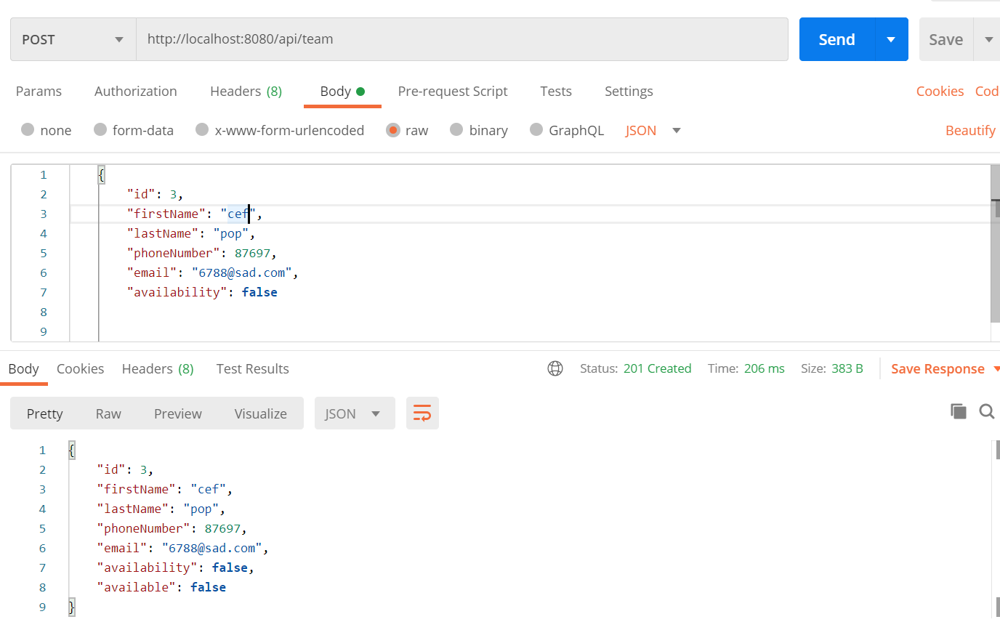 POST http://localhost:8080/api/team Send Save
Params Authorization Headers (8) Body Pre-request Script Tests Settings Cookies Cod
none form-data x-www-form-urlencoded raw binary GraphQL JSON Beautify
1 {
2 "id": 3,
3 "firstName": "cef",
4 "lastName": "pop",
5 "phoneNumber": 87697,
6 "email": "6788@sad.com",
7 "availability": false
8
9
Body Cookies Headers (8) Test Results Status: 201 Created Time: 206 ms Size: 383 B Save Response
Pretty Raw Preview Visualize JSON
1 {
2 "id": 3,
3 "firstName": "cef",
4 "lastName": "pop",
5 "phoneNumber": 87697,
6 "email": "6788@sad.com",
7 "availability": false,
8 "available": false
9 }